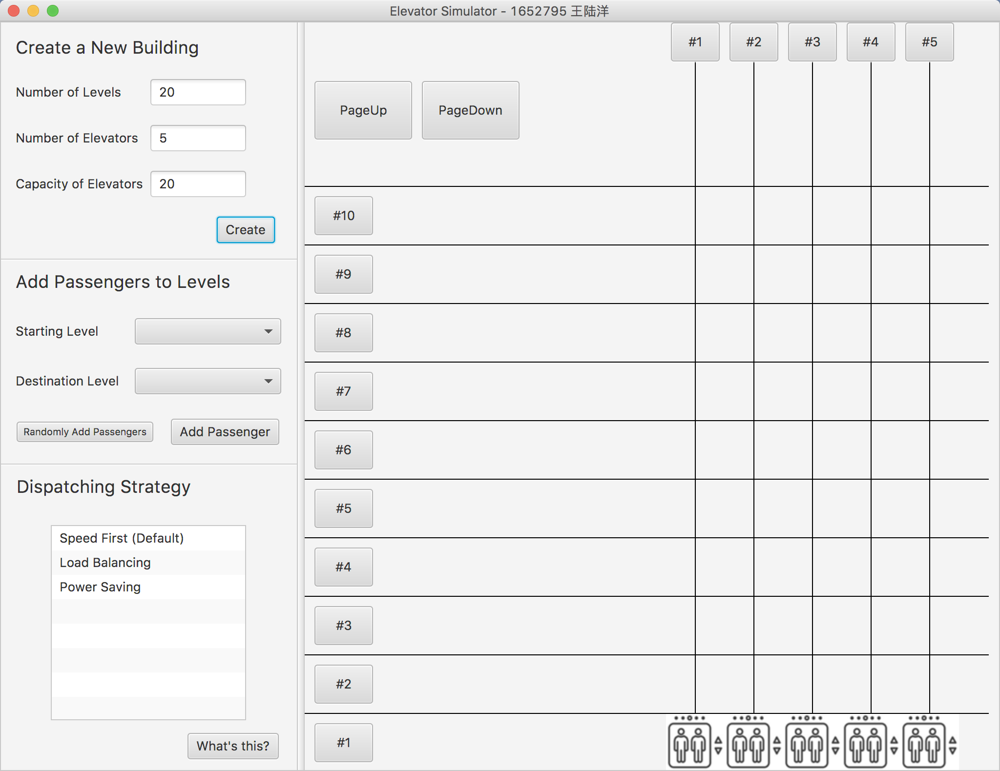 Elevator Simulator - 1652795 王陆洋
Create a New Building
Number of Levels 20
Number of Elevators 5
Capacity of Elevators 20
Create
Add Passengers to Levels
Starting Level
Destination Level
Randomly Add Passengers Add Passenger
Dispatching Strategy
Speed First (Default)
Load Balancing
Power Saving
What's this?
#1 #2 #3 #4 #5
PageUp PageDown
#10
#9
#8
#7
#6
#5
#4
#3
#2
#1